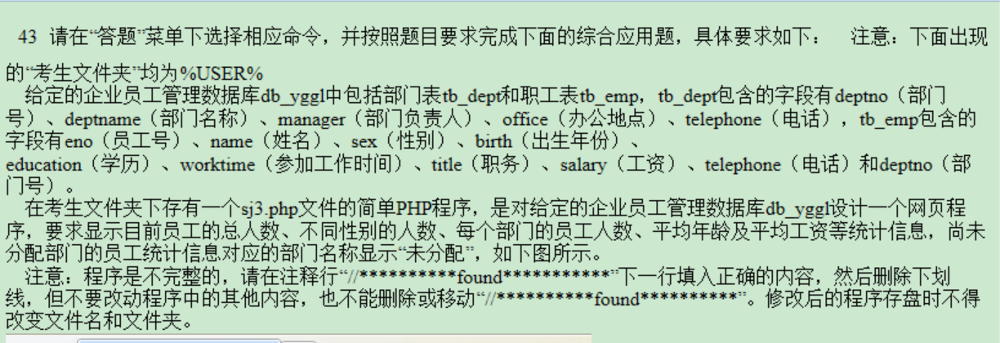 43 请在“答题”菜单下选择相应命令，并按照题目要求完成下面的综合应用题，具体要求如下： 注意：下面出现
的“考生文件夹”均为%USER%
给定的企业员工管理数据库db_yggl中包括部门表tb_dept和职工表tb_emp，tb_dept包含的字段有deptno（部门
号）、deptname（部门名称）、manager（部门负责人）、office（办公地点）、telephone（电话）, tb_emp包含的
字段有eno（员工号）、name（姓名）、sex（性别）、birth（出生年份）、
education（学历）、worktime（参加工作时间）、title（职务）、salary（工资）、telephone（电话）和deptno（部
门号）。
在考生文件夹下存有一个sj3.php文件的简单PHP程序，是对给定的企业员工管理数据库db_yggl设计一个网页程
序，要求显示目前员工的总人数、不同性别的人数、每个部门的员工人数、平均年龄及平均工资等统计信息，尚未
分配部门的员工统计信息对应的部门名称显示“未分配”，如下图所示。
注意：程序是不完整的，请在注释行“//**********found***********”下一行填入正确的内容，然后删除下划
线，但不要改动程序中的其他内容，也不能删除或移动“//**********found**********”。修改后的程序存盘时不得
改变文件名和文件夹。